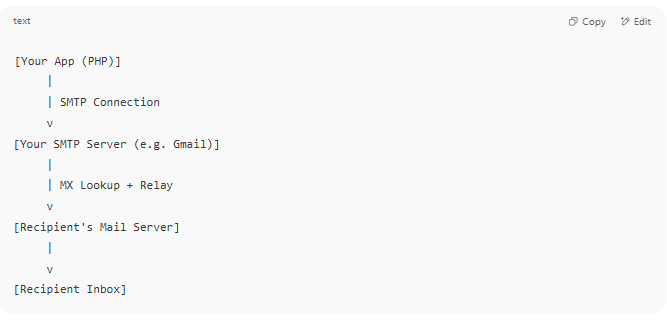 text
Copy
Edit
[Your App (PHP)]
|
| SMTP Connection
v
[Your SMTP Server (e.g. Gmail)]
|
| MX Lookup + Relay
v
[Recipient's Mail Server]
|
v
[Recipient Inbox]